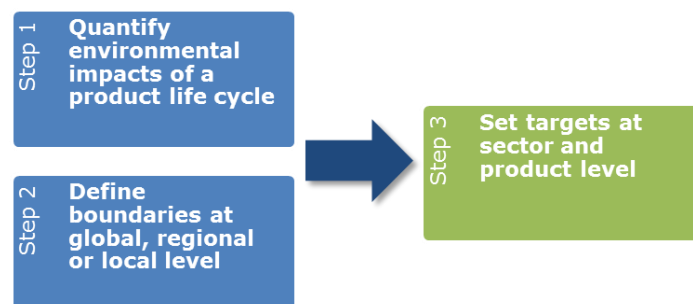 Step 1
Quantify
environmental
impacts of a
product life cycle
Step 2
Define
boundaries at
global, regional
or local level
Step 3
Set targets at
sector and
product level